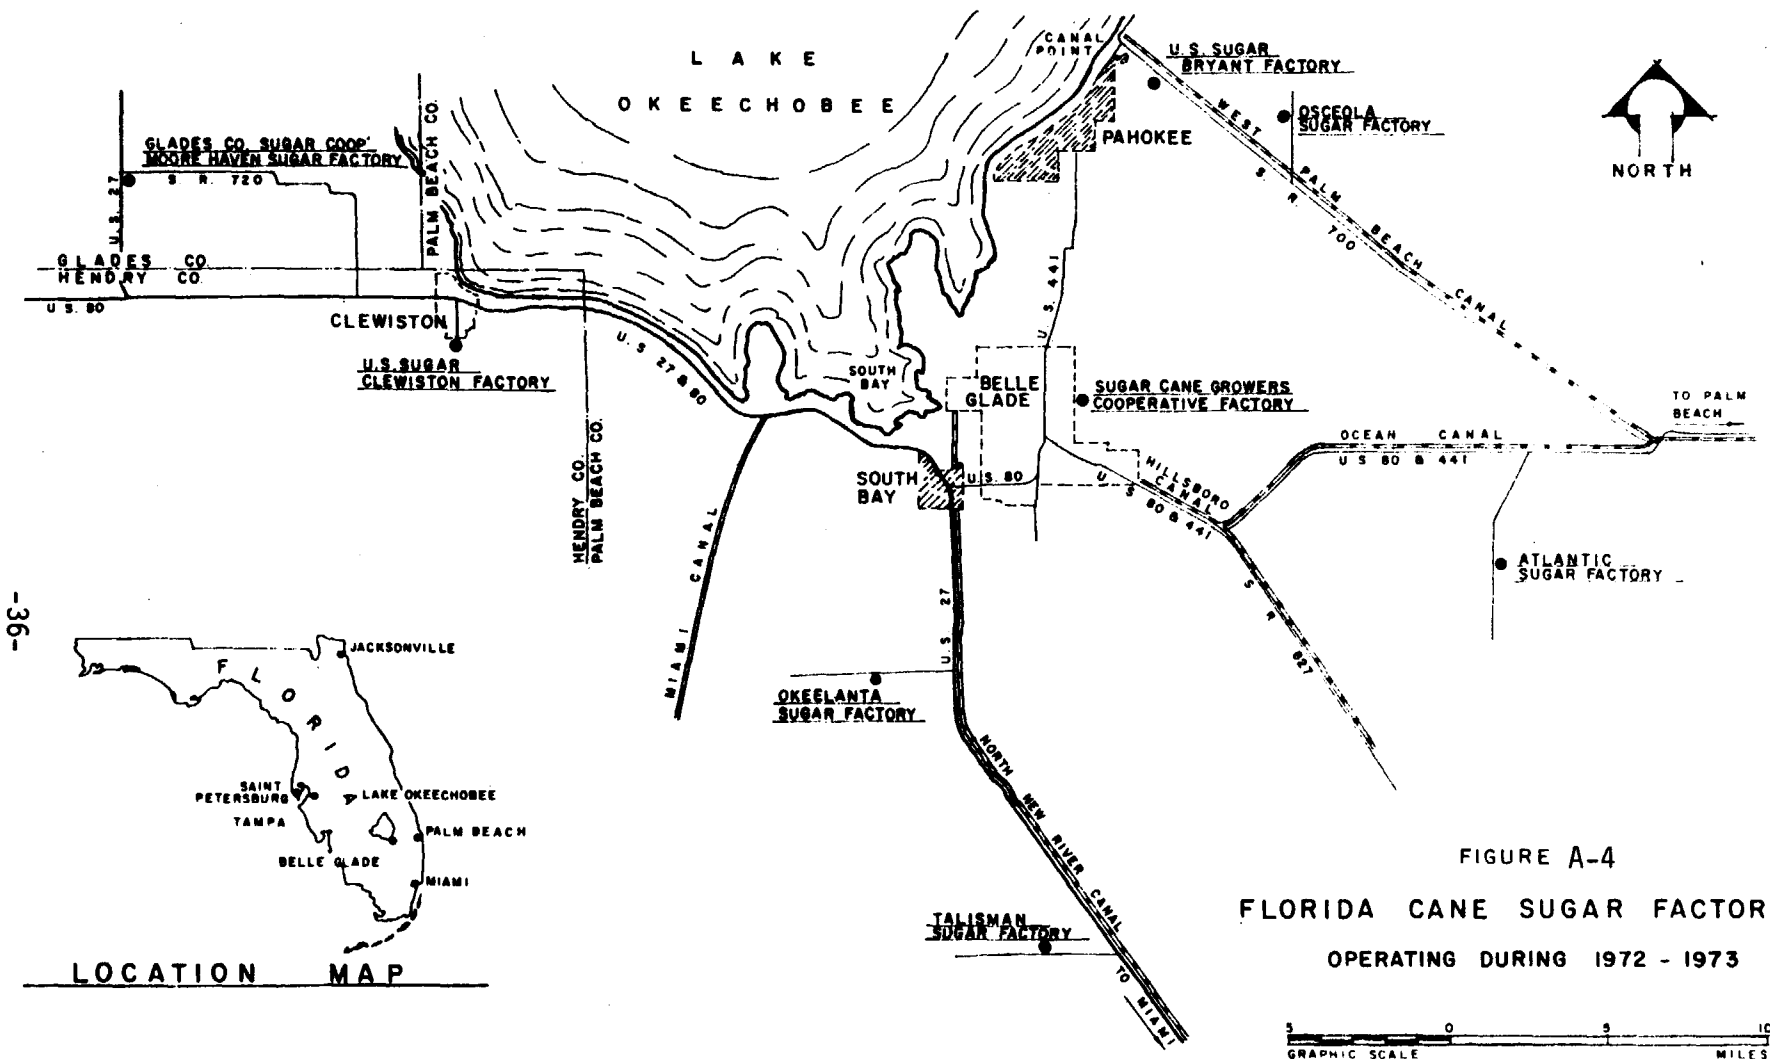 LAKE
OKEECHOBEE
CANAL
POINT
U.S. SUGAR
BRYANT FACTORY
OSCEOLA
SUGAR FACTORY
PAHOKEE
NORTH
GLADES CO. SUGAR COOP'
MOORE HAVEN SUGAR FACTORY
S. R. 720
U.S. 27
PALM BEACH CO.
GLADES CO.
HENDRY CO.
U S. 80
CLEWISTON
U.S. SUGAR
CLEWISTON FACTORY
U.S 27 & 80
SOUTH
BAY
BELLE
GLADE
U.S. 441
SUGAR CANE GROWERS
COOPERATIVE FACTORY
WEST PALM BEACH CANAL
S. R. 700
TO PALM
BEACH
OCEAN CANAL
U S 80 & 441
HILLSBORO
CANAL
U S 80 & 441
SOUTH
BAY
U.S. 80
HENDRY CO.
PALM BEACH CO.
MIAMI CANAL
U S 27
S R 827
ATLANTIC
SUGAR FACTORY
OKEELANTA
SUGAR FACTORY
NORTH NEW RIVER CANAL
TO MIAMI
TALISMAN
SUGAR FACTORY
-36-
JACKSONVILLE
FLORIDA
SAINT
PETERSBURG
TAMPA
LAKE OKEECHOBEE
PALM BEACH
BELLE GLADE
MIAMI
LOCATION MAP
FIGURE A-4
FLORIDA CANE SUGAR FACTOR
OPERATING DURING 1972 - 1973
5 0 5 10
GRAPHIC SCALE MILES